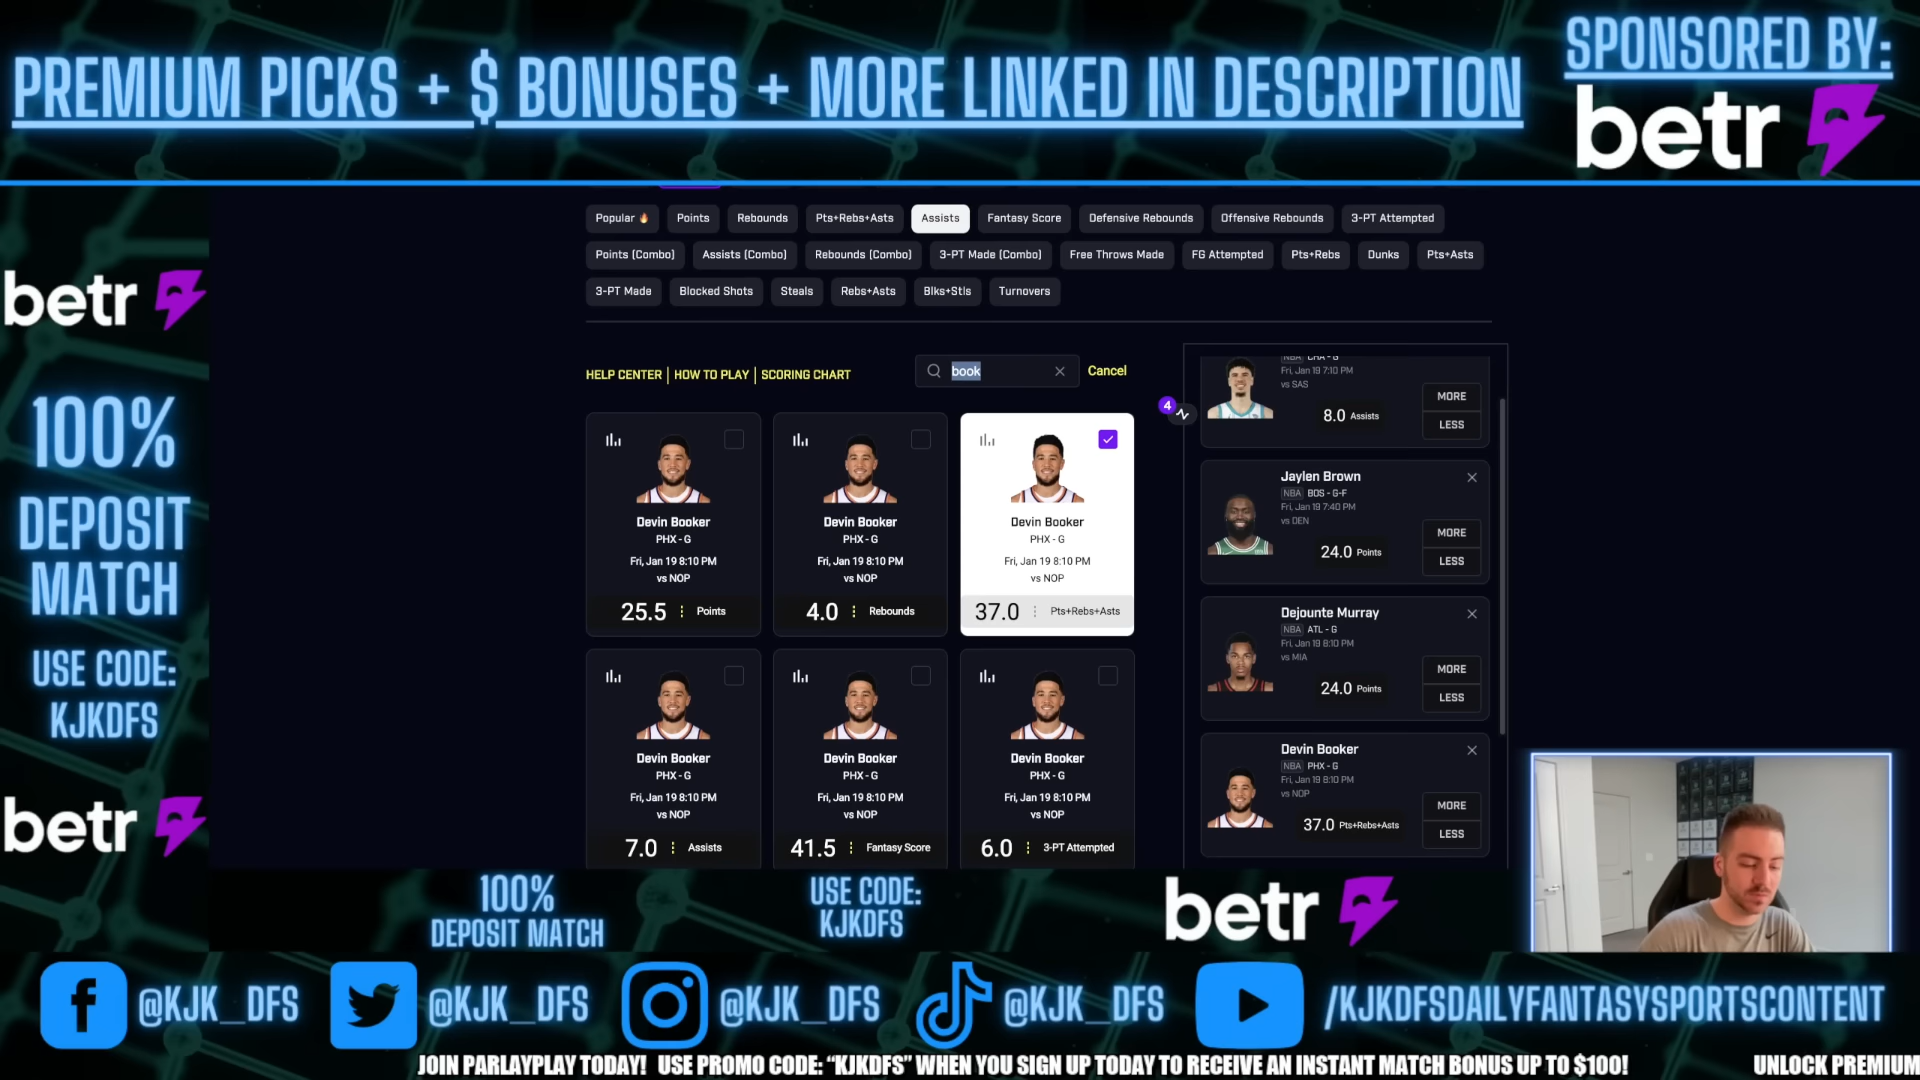 PREMIUM PICKS + $ BONUSES + MORE LINKED IN DESCRIPTION
SPONSORED BY:
betr
Popular Points Rebounds Pts+Rebs+Asts Assists Fantasy Score Defensive Rebounds Offensive Rebounds 3-PT Attempted
Points (Combo) Assists (Combo) Rebounds (Combo) 3-PT Made (Combo) Free Throws Made FG Attempted Pts+Rebs Dunks Pts+Asts
3-PT Made Blocked Shots Steals Rebs+Asts Blks+Stls Turnovers
HELP CENTER | HOW TO PLAY | SCORING CHART
book
Cancel
4
Devin Booker
PHX - G
Fri, Jan 19 8:10 PM
vs NOP
25.5 Points
Devin Booker
PHX - G
Fri, Jan 19 8:10 PM
vs NOP
4.0 Rebounds
Devin Booker
PHX - G
Fri, Jan 19 8:10 PM
vs NOP
37.0 Pts+Rebs+Asts
Devin Booker
PHX - G
Fri, Jan 19 8:10 PM
vs NOP
7.0 Assists
Devin Booker
PHX - G
Fri, Jan 19 8:10 PM
vs NOP
41.5 Fantasy Score
Devin Booker
PHX - G
Fri, Jan 19 8:10 PM
vs NOP
6.0 3-PT Attempted
NBA CHA - G
Fri, Jan 19 7:10 PM
vs SAS
8.0 Assists
MORE
LESS
Jaylen Brown
NBA BOS - G-F
Fri, Jan 19 7:40 PM
vs DEN
24.0 Points
MORE
LESS
Dejounte Murray
NBA ATL - G
Fri, Jan 19 8:10 PM
vs MIA
24.0 Points
MORE
LESS
Devin Booker
NBA PHX - G
Fri, Jan 19 8:10 PM
vs NOP
37.0 Pts+Rebs+Asts
MORE
LESS
betr
100%
DEPOSIT
MATCH
USE CODE:
KJKDFS
betr
100%
DEPOSIT MATCH
USE CODE:
KJKDFS
betr
@KJK_DFS
@KJK_DFS
@KJK_DFS
@KJK_DFS
/KJKDFSDAILYFANTASYSPORTSCONTENT
JOIN PARLAYPLAY TODAY! USE PROMO CODE: "KJKDFS" WHEN YOU SIGN UP TODAY TO RECEIVE AN INSTANT MATCH BONUS UP TO $100! UNLOCK PREMIUM